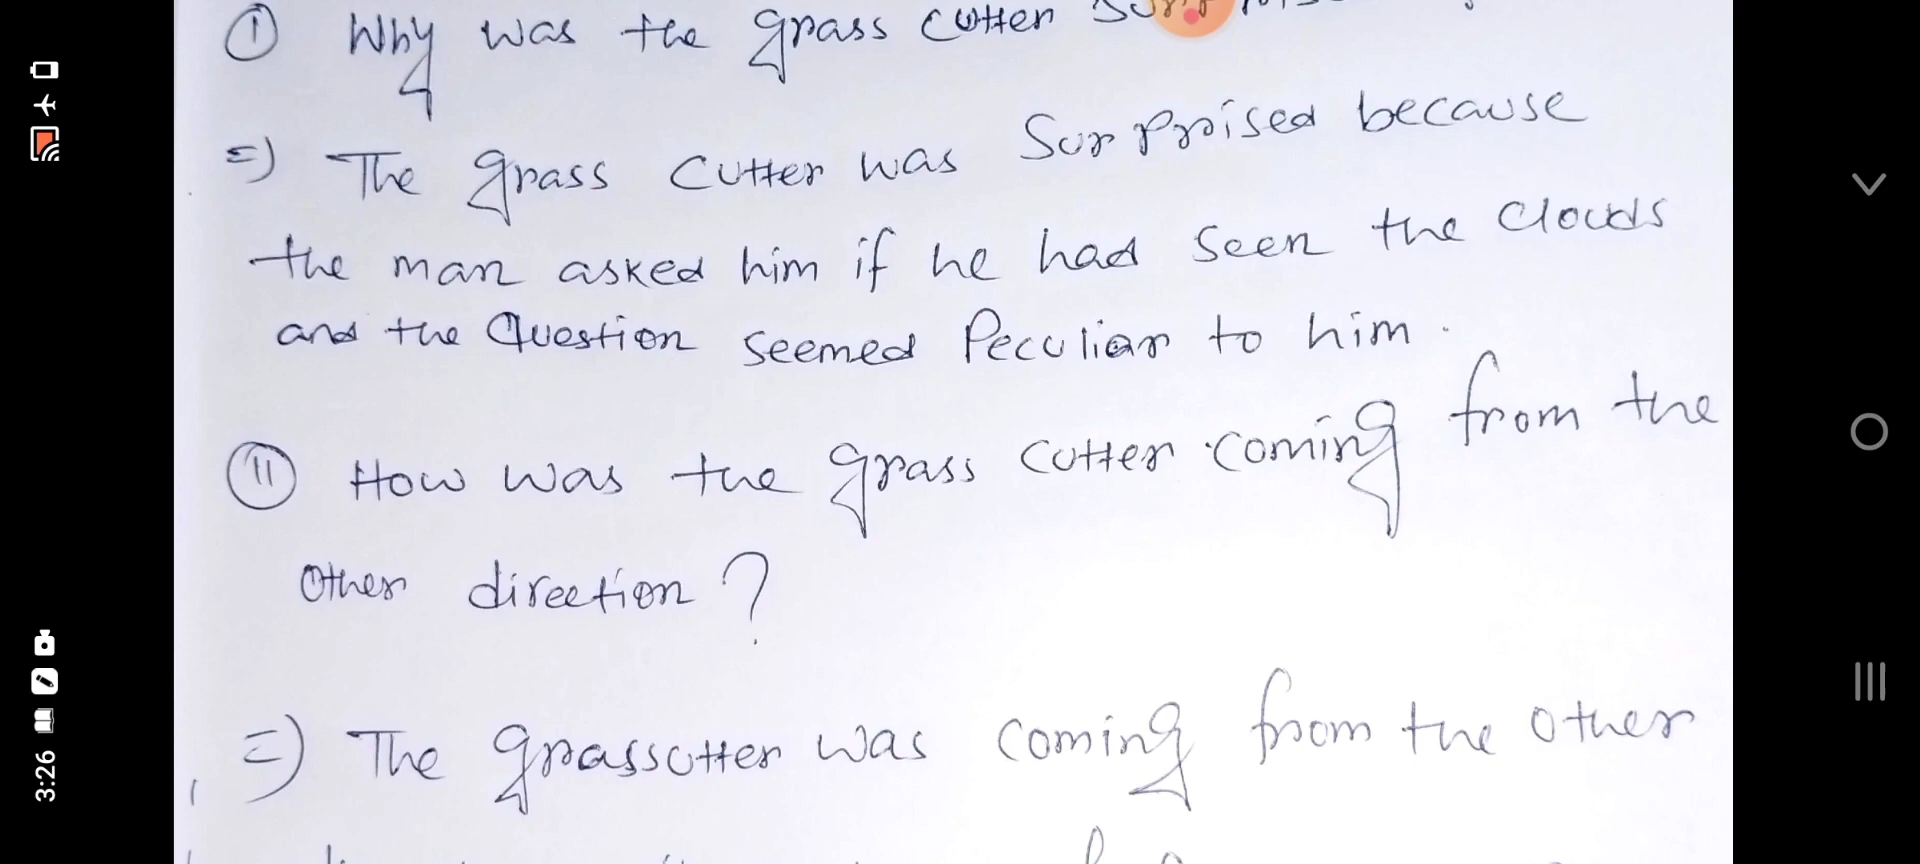 ① Why was the grass cutter
=) The grass cutter was Surprised because
the man asked him if he had seen the clouds
and the Question seemed Peculiar to him.
⑪ How was the grass cutter coming from the
Other direction ?
=) The grasscutter was coming from the other
3:26